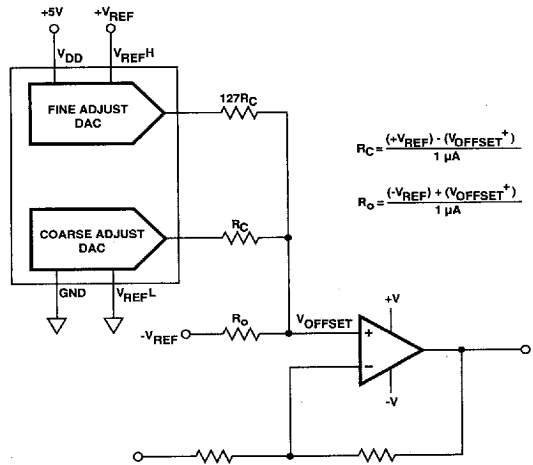 +5V
+VREF
VDD
VREFH
FINE ADJUST
DAC
127RC
RC = (+VREF) - (VOFFSET+)
1 µA
Ro = (-VREF) + (VOFFSET+)
1 µA
COARSE ADJUST
DAC
RC
GND
VREFL
-VREF
Ro
VOFFSET
+V
+
−
-V